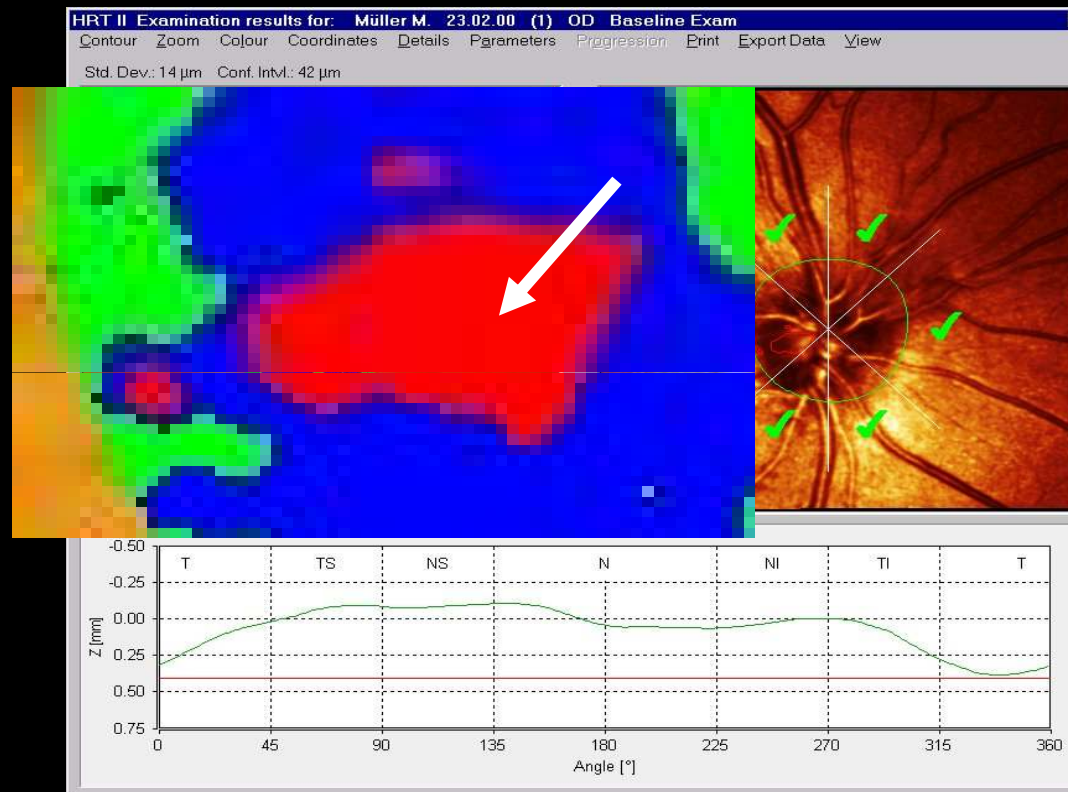 HRT II Examination results for: Müller M. 23.02.00 (1) OD Baseline Exam
Contour Zoom Colour Coordinates Details Parameters Progression Print Export Data View
Std. Dev.: 14 µm Conf. Intvl.: 42 µm
-0.50
-0.25
0.00
0.25
0.50
0.75
Z [mm]
T TS NS N NI TI T
0 45 90 135 180 225 270 315 360
Angle [°]